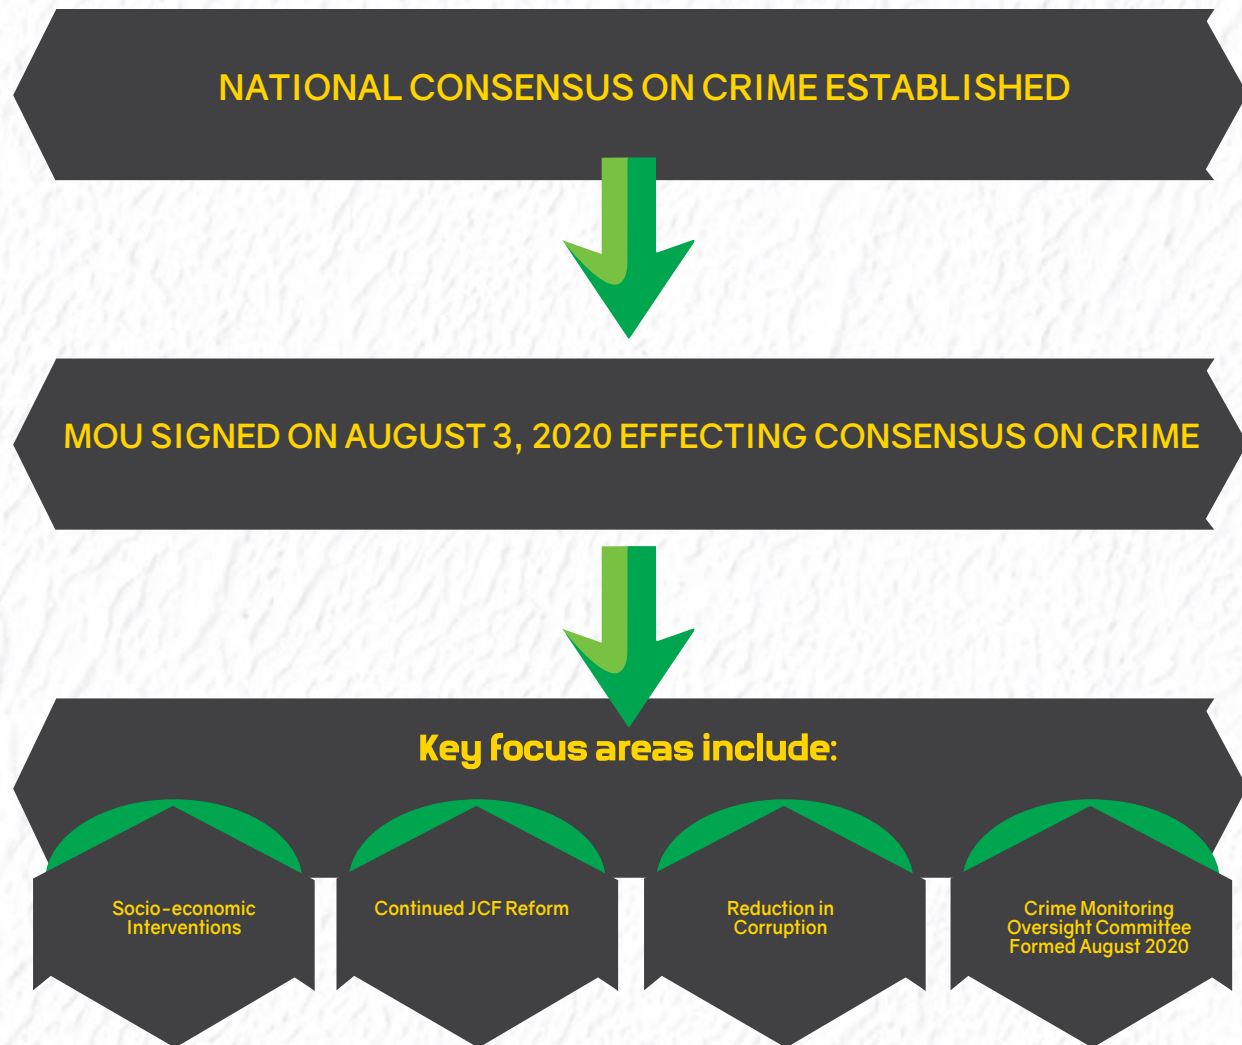 NATIONAL CONSENSUS ON CRIME ESTABLISHED
MOU SIGNED ON AUGUST 3, 2020 EFFECTING CONSENSUS ON CRIME
Key focus areas include:
Socio-economic
Interventions
Continued JCF Reform
Reduction in
Corruption
Crime Monitoring
Oversight Committee
Formed August 2020